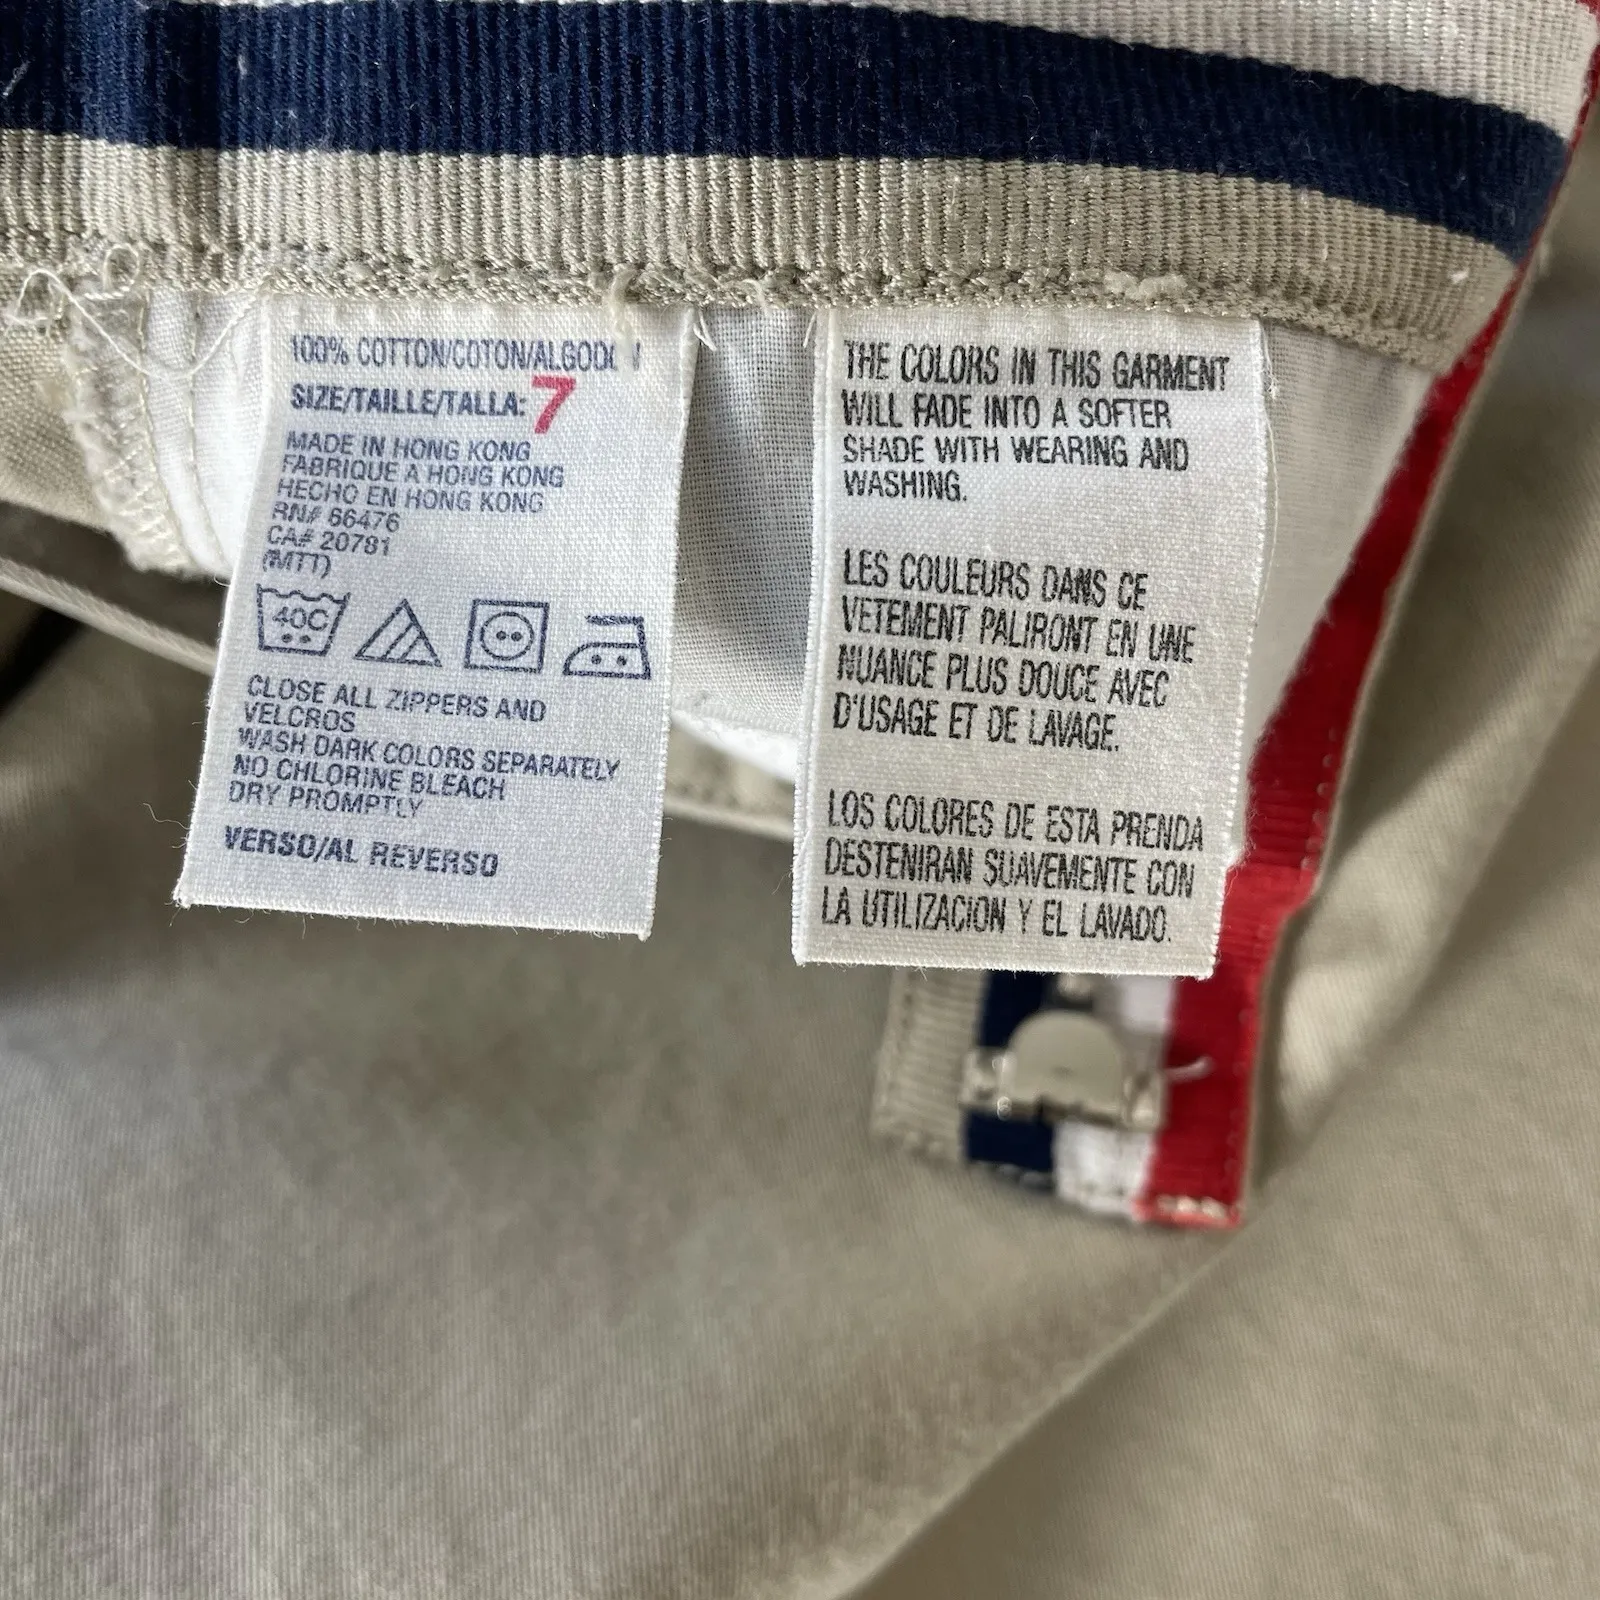 100% COTTON/COTON/ALGODON
SIZE/TAILLE/TALLA: 7
MADE IN HONG KONG
FABRIQUE A HONG KONG
HECHO EN HONG KONG
RN# 66476
CA# 20781
(MTT)
40C
CLOSE ALL ZIPPERS AND
VELCROS
WASH DARK COLORS SEPARATELY
NO CHLORINE BLEACH
DRY PROMPTLY
VERSO/AL REVERSO
THE COLORS IN THIS GARMENT
WILL FADE INTO A SOFTER
SHADE WITH WEARING AND
WASHING.
LES COULEURS DANS CE
VETEMENT PALIRONT EN UNE
NUANCE PLUS DOUCE AVEC
D'USAGE ET DE LAVAGE.
LOS COLORES DE ESTA PRENDA
DESTENIRAN SUAVEMENTE CON
LA UTILIZACION Y EL LAVADO.